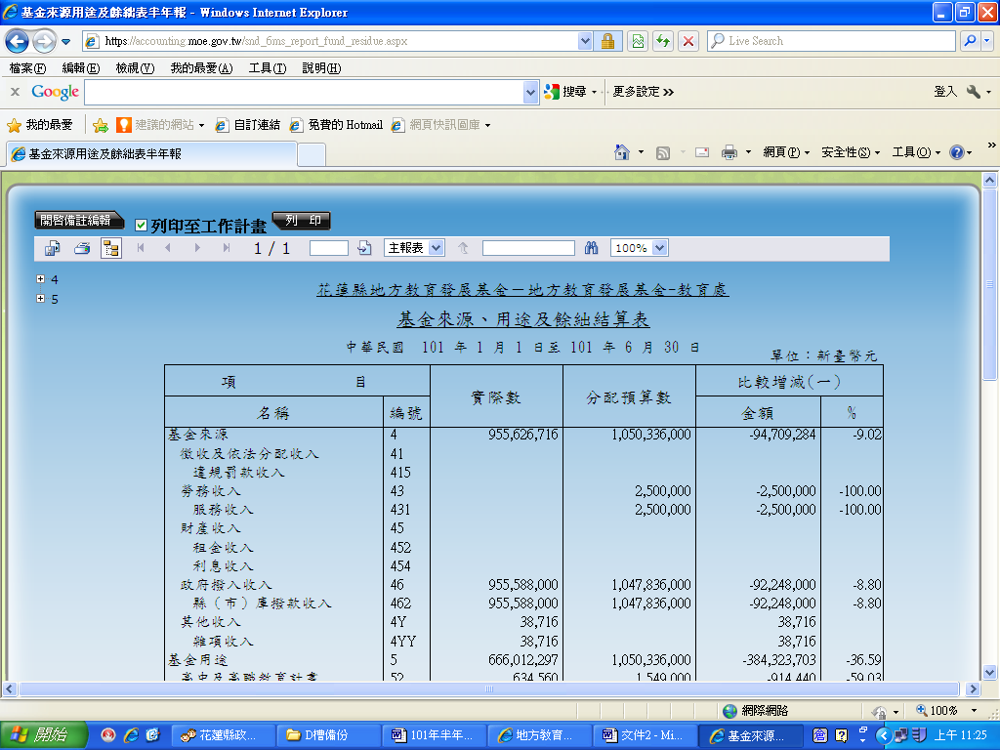 基金來源用途及餘絀表半年報 - Windows Internet Explorer
https://accounting.moe.gov.tw/snd_6ms_report_fund_residue.aspx
Live Search
檔案(F) 編輯(E) 檢視(V) 我的最愛(A) 工具(T) 說明(H)
x Google 搜尋 更多設定 >> 登入
我的最愛 建議的網站 自訂連結 免費的 Hotmail 網頁快訊圖庫
基金來源用途及餘絀表半年報 網頁(P) 安全性(S) 工具(O) >>
開啓備註編輯 列印至工作計畫 列 印
1 / 1 主報表 100%
4
5
花蓮縣地方教育發展基金－地方教育發展基金-教育處
基金來源、用途及餘絀結算表
中華民國 101 年 1 月 1 日至 101 年 6 月 30 日
單位：新臺幣元
項 目 實際數 分配預算數 比較增減(－)
名稱 編號 金額 %
基金來源 4 955,626,716 1,050,336,000 -94,709,284 -9.02
徵收及依法分配收入 41
違規罰款收入 415
勞務收入 43 2,500,000 -2,500,000 -100.00
服務收入 431 2,500,000 -2,500,000 -100.00
財產收入 45
租金收入 452
利息收入 454
政府撥入收入 46 955,588,000 1,047,836,000 -92,248,000 -8.80
縣（市）庫撥款收入 462 955,588,000 1,047,836,000 -92,248,000 -8.80
其他收入 4Y 38,716 38,716
雜項收入 4YY 38,716 38,716
基金用途 5 666,012,297 1,050,336,000 -384,323,703 -36.59
高中及高職教育計畫 52 634,560 1,549,000 -914,440 -59.03
網際網路 100%
開始 花蓮縣政... D槽備份 101年半年... 地方教育... 文件2 - Mi... 基金來源... 上午 11:25